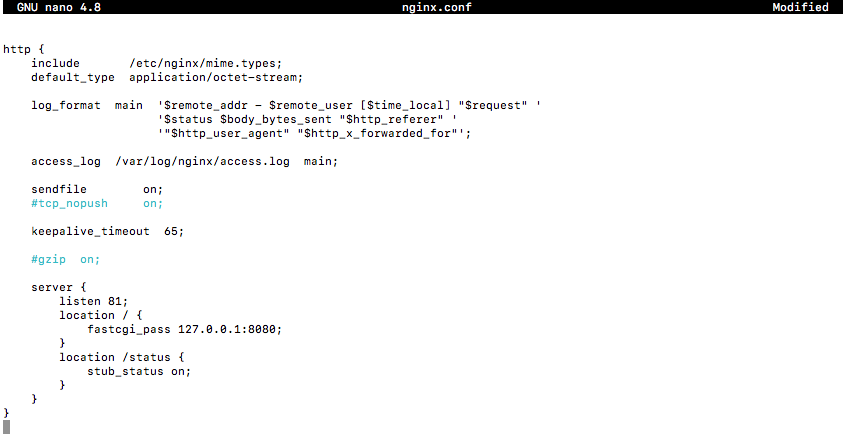 GNU nano 4.8 nginx.conf Modified
http {
    include       /etc/nginx/mime.types;
    default_type  application/octet-stream;
    log_format  main  '$remote_addr - $remote_user [$time_local] "$request" '
                      '$status $body_bytes_sent "$http_referer" '
                      '"$http_user_agent" "$http_x_forwarded_for"';
    access_log  /var/log/nginx/access.log  main;
    sendfile        on;
    #tcp_nopush     on;
    keepalive_timeout  65;
    #gzip  on;
    server {
        listen 81;
        location / {
            fastcgi_pass 127.0.0.1:8080;
        }
        location /status {
            stub_status on;
        }
    }
}